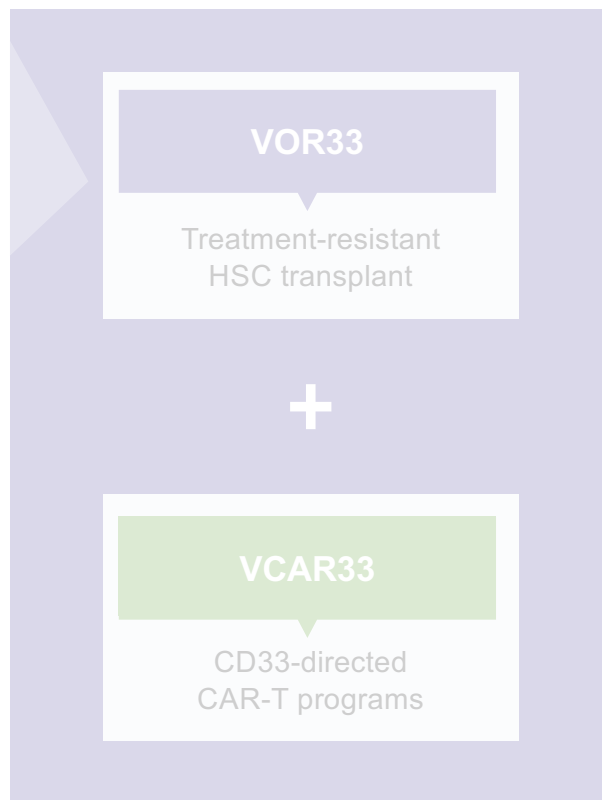 VOR33
Treatment-resistant
HSC transplant
+
VCAR33
CD33-directed
CAR-T programs